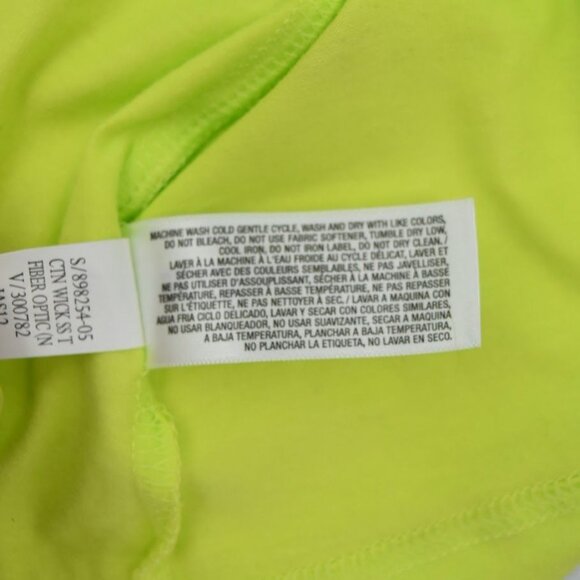 MACHINE WASH COLD GENTLE CYCLE, WASH AND DRY WITH LIKE COLORS,
DO NOT BLEACH, DO NOT USE FABRIC SOFTENER, TUMBLE DRY LOW,
COOL IRON, DO NOT IRON LABEL, DO NOT DRY CLEAN. /
LAVER À LA MACHINE À L'EAU FROIDE AU CYCLE DÉLICAT, LAVER ET
SÉCHER AVEC DES COULEURS SEMBLABLES, NE PAS JAVELLISER,
NE PAS UTILISER D'ASSOUPLISSANT, SÉCHER À LA MACHINE À BASSE
TEMPÉRATURE, REPASSER À BASSE TEMPÉRATURE, NE PAS REPASSER
L'ÉTIQUETTE, NE PAS NETTOYER À SEC. / LAVAR A MAQUINA CON
AGUA FRIA CICLO DELICADO, LAVAR Y SECAR CON COLORES SIMILARES,
NO USAR BLANQUEADOR, NO USAR SUAVIZANTE, SECAR A MAQUINA
A BAJA TEMPERATURA, PLANCHAR A BAJA TEMPERATURA,
NO PLANCHAR LA ETIQUETA, NO LAVAR EN SECO.
S/898254-05
CTN WICK SS T
FIBER OPTIC (N
V/300782